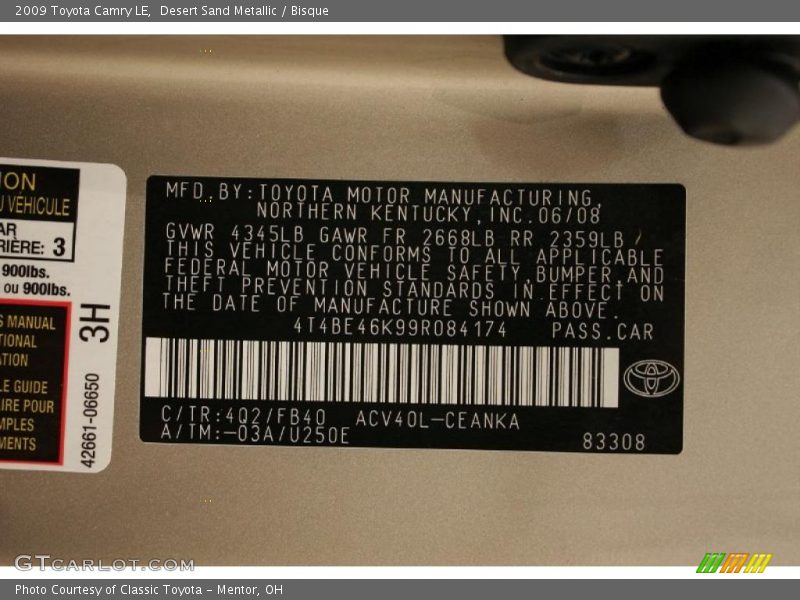 2009 Toyota Camry LE,  Desert Sand Metallic / Bisque
ION
U VÉHICULE
AR
RIÈRE: 3
900lbs.
ou 900lbs.
S MANUAL
TIONAL
ATION
LE GUIDE
AIRE POUR
MPLES
MENTS
3H
42661-06650
MFD.BY:TOYOTA MOTOR MANUFACTURING,
NORTHERN KENTUCKY,INC.06/08
GVWR 4345LB GAWR FR 2668LB RR 2359LB
THIS VEHICLE CONFORMS TO ALL APPLICABLE
FEDERAL MOTOR VEHICLE SAFETY,BUMPER,AND
THEFT PREVENTION STANDARDS IN EFFECT ON
THE DATE OF MANUFACTURE SHOWN ABOVE.
4T4BE46K99R084174 PASS.CAR
C/TR:4Q2/FB40 ACV40L-CEANKA
A/TM:-03A/U250E
83308
GTCARLOT.COM
Photo Courtesy of Classic Toyota - Mentor, OH